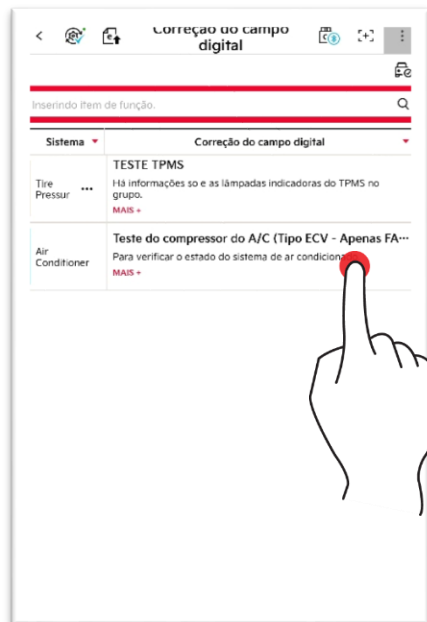 Correção do campo
digital
Inserindo item de função.
Sistema
Correção do campo digital
TESTE TPMS
Tire
Pressur ...
Há informações so e as lâmpadas indicadoras do TPMS no
grupo.
MAIS +
Teste do compressor do A/C (Tipo ECV - Apenas FA...
Air
Conditioner
Para verificar o estado do sistema de ar condiciona
MAIS +